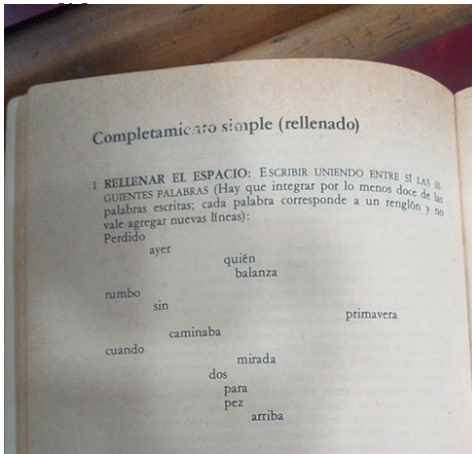 Completamiento simple (rellenado)
1 RELLENAR EL ESPACIO: ESCRIBIR UNIENDO ENTRE SÍ LAS SI-
GUIENTES PALABRAS (Hay que integrar por lo menos doce de las
palabras escritas; cada palabra corresponde a un renglón y no
vale agregar nuevas líneas):
Perdido
ayer
quién
balanza
rumbo
sin
primavera
caminaba
cuando
mirada
dos
para
pez
arriba